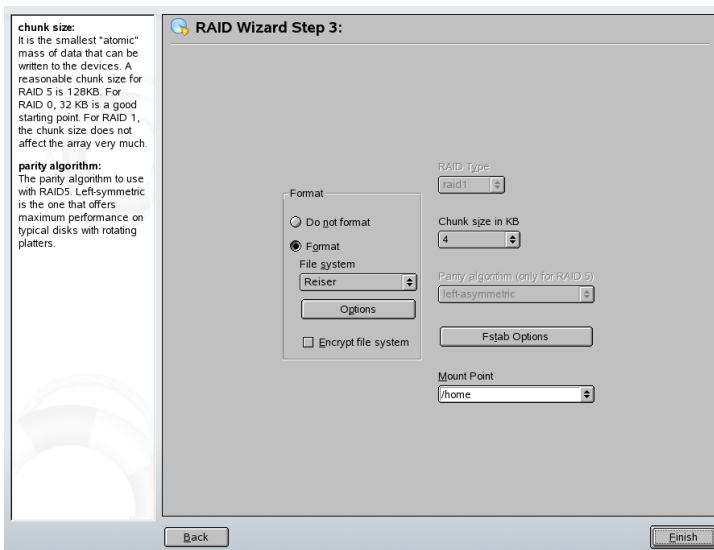 chunk size:
It is the smallest "atomic"
mass of data that can be
written to the devices. A
reasonable chunk size for
RAID 5 is 128KB. For
RAID 0, 32 KB is a good
starting point. For RAID 1,
the chunk size does not
affect the array very much.
parity algorithm:
The parity algorithm to use
with RAID5. Left-symmetric
is the one that offers
maximum performance on
typical disks with rotating
platters.
RAID Wizard Step 3:
Format
Do not format
Format
File system
Reiser
Options
Encrypt file system
RAID Type
raid1
Chunk size in KB
4
Parity algorithm (only for RAID 5)
left-asymmetric
Fstab Options
Mount Point
/home
Back
Finish